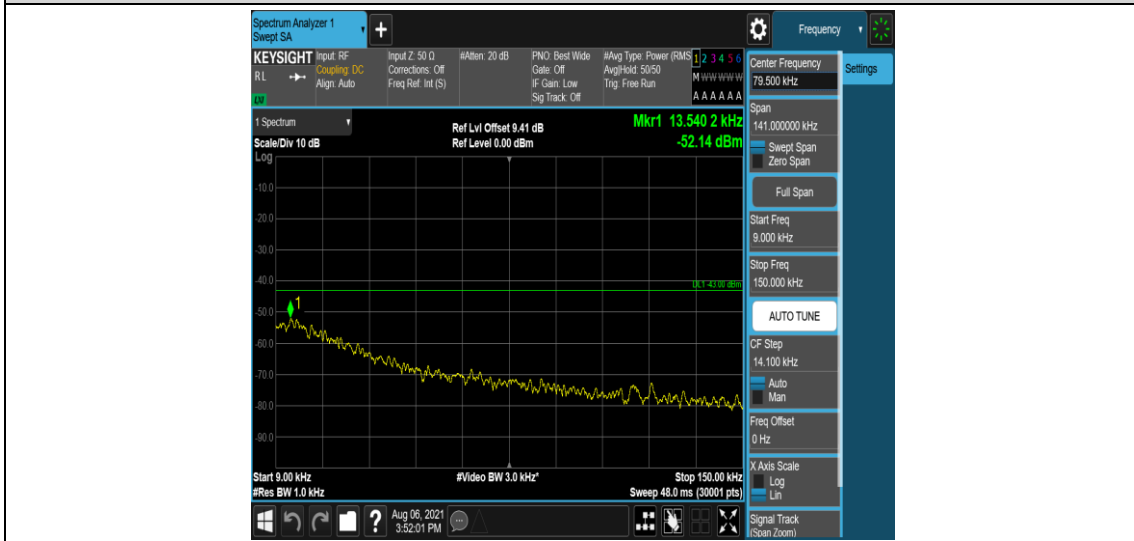 Spectrum Analyzer 1
Swept SA
+
Frequency
KEYSIGHT
RL
LXI
Input: RF
Coupling: DC
Align: Auto
Input Z: 50 Ω
Corrections: Off
Freq Ref: Int (S)
#Atten: 20 dB
PNO: Best Wide
Gate: Off
IF Gain: Low
Sig Track: Off
#Avg Type: Power (RMS
Avg|Hold: 50/50
Trig: Free Run
1 2 3 4 5 6
M W W W W W
A A A A A A
1 Spectrum
Scale/Div 10 dB
Log
Ref Lvl Offset 9.41 dB
Ref Level 0.00 dBm
Mkr1 13.540 2 kHz
-52.14 dBm
-10.0
-20.0
-30.0
-40.0
DL1 -43.00 dBm
1
-50.0
-60.0
-70.0
-80.0
-90.0
Start 9.00 kHz
#Res BW 1.0 kHz
#Video BW 3.0 kHz*
Stop 150.00 kHz
Sweep 48.0 ms (30001 pts)
?
Aug 06, 2021
3:52:01 PM
Center Frequency
79.500 kHz
Settings
Span
141.000000 kHz
Swept Span
Zero Span
Full Span
Start Freq
9.000 kHz
Stop Freq
150.000 kHz
AUTO TUNE
CF Step
14.100 kHz
Auto
Man
Freq Offset
0 Hz
X Axis Scale
Log
Lin
Signal Track
(Span Zoom)